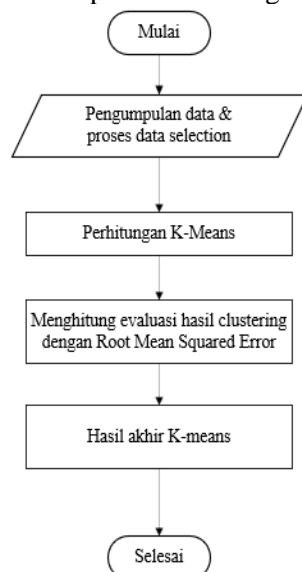 Mulai
Pengumpulan data &
proses data selection
Perhitungan K-Means
Menghitung evaluasi hasil clustering
dengan Root Mean Squared Error
Hasil akhir K-means
Selesai